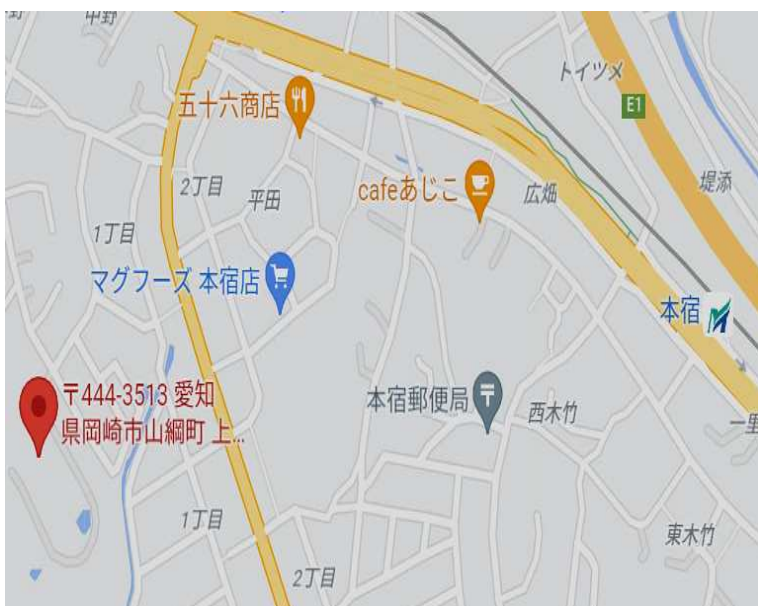 中野
トイツメ
E1
五十六商店
2丁目
平田
cafeあじこ
広畑
堤添
1丁目
マグフーズ 本宿店
本宿
〒444-3513 愛知
県岡崎市山綱町 上...
本宿郵便局
西木竹
一里
1丁目
東木竹
2丁目